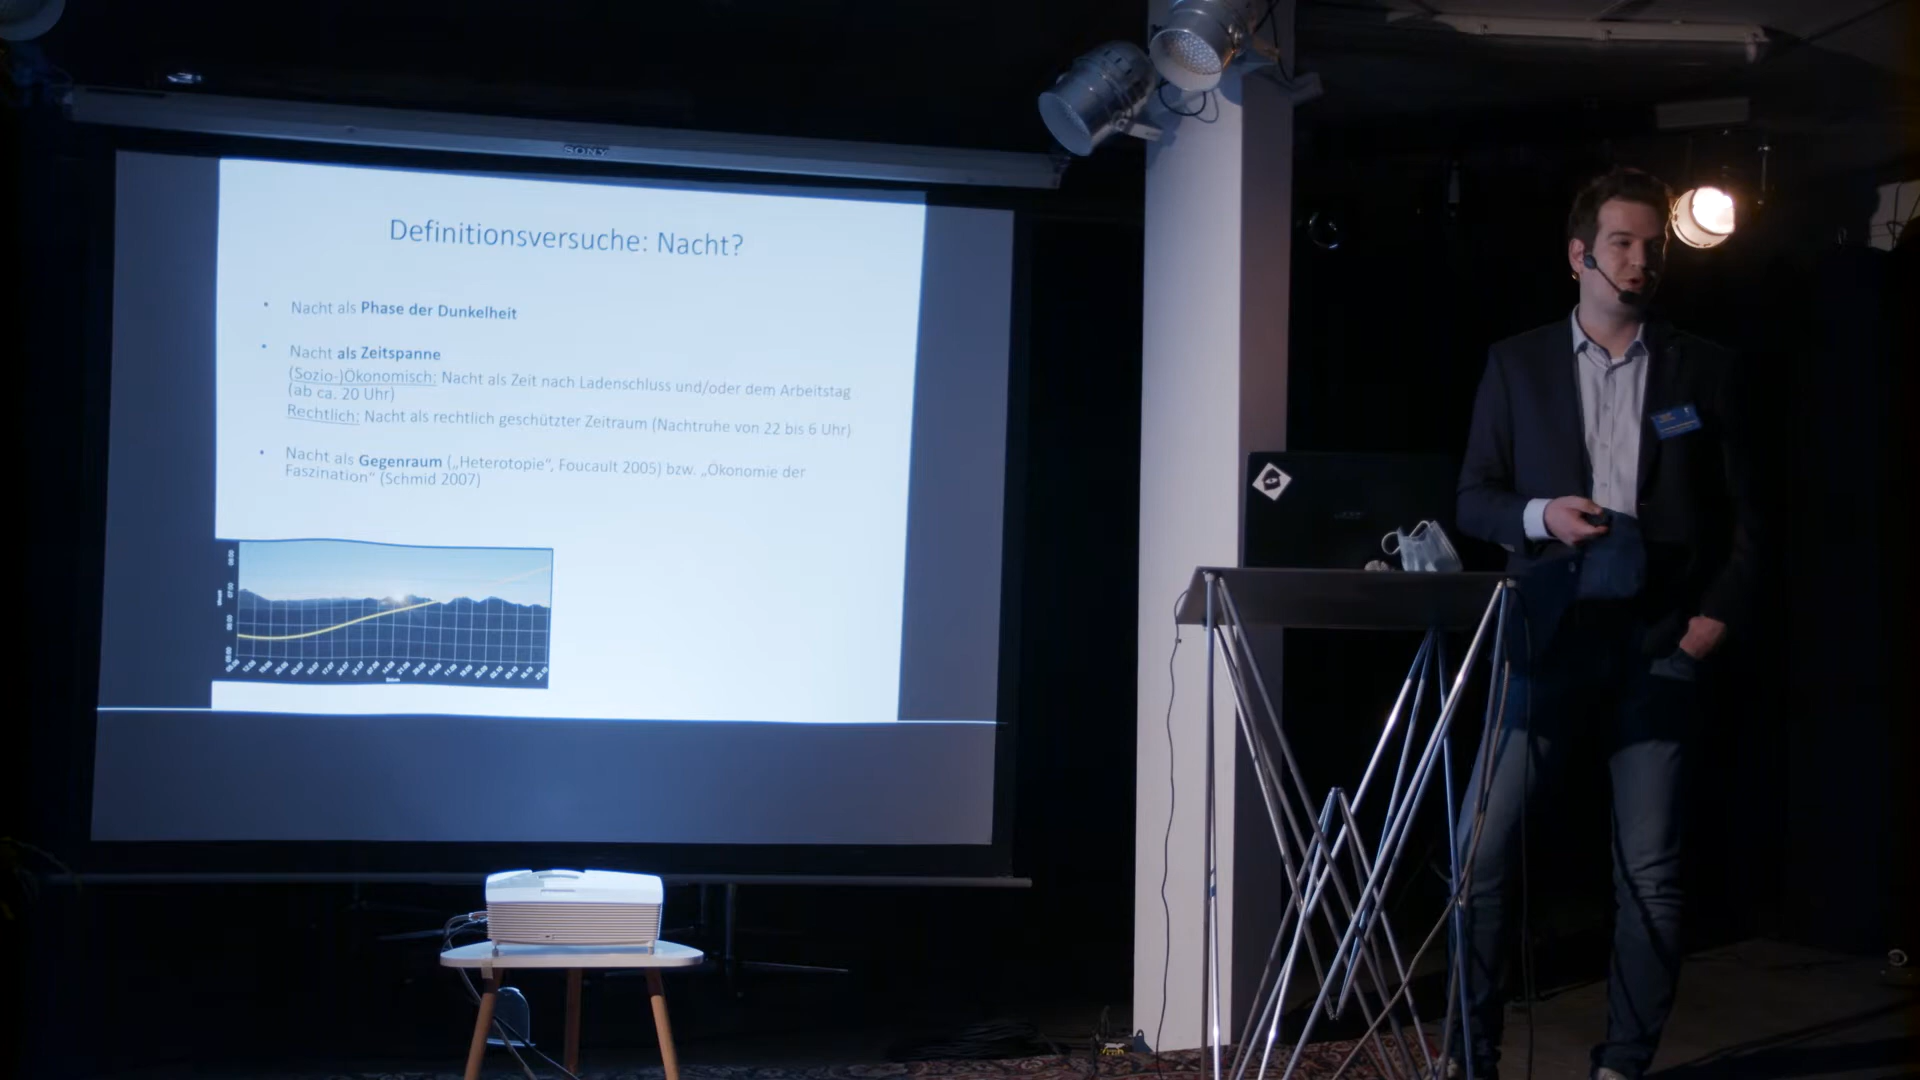 SONY
Definitionsversuche: Nacht?
• Nacht als Phase der Dunkelheit
• Nacht als Zeitspanne
(Sozio-)Ökonomisch: Nacht als Zeit nach Ladenschluss und/oder dem Arbeitstag
(ab ca. 20 Uhr)
Rechtlich: Nacht als rechtlich geschützter Zeitraum (Nachtruhe von 22 bis 6 Uhr)
• Nacht als Gegenraum („Heterotopie“, Foucault 2005) bzw. „Ökonomie der
Faszination“ (Schmid 2007)